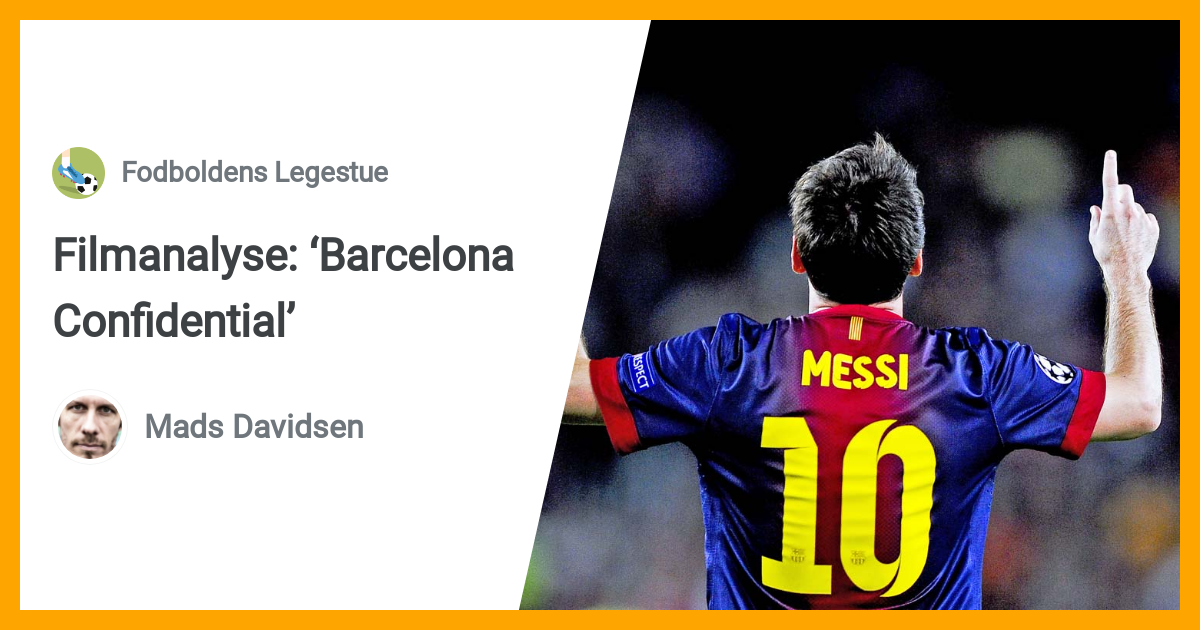 Fodboldens Legestue
Filmanalyse: ‘Barcelona
Confidential’
Mads Davidsen
MESSI
10